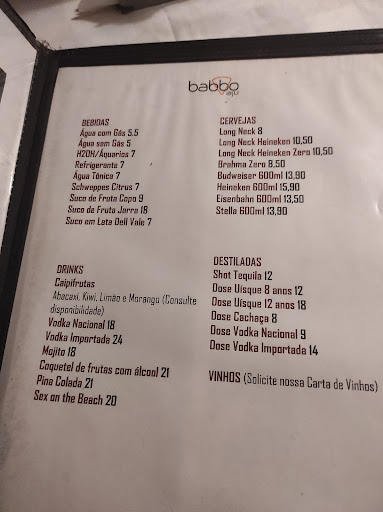 babbo
BEBIDAS
Água com Gás 5,5
Água sem Gás 5
H2OH/Aquarios 7
Refrigerante 7
Água Tônica 7
Schweppes Citrus 7
Suco de Fruta Copo 9
Suco de Fruta Jarra 18
Suco em Lata Dell Vale 7
CERVEJAS
Long Neck 8
Long Neck Heineken 10,50
Long Neck Heineken Zero 10,50
Brahma Zero 8,50
Budweiser 600ml 13,90
Heineken 600ml 15,90
Eisenbahn 600ml 13,50
Stella 600ml 13,90
DRINKS
Caipifrutas
Abacaxi, Kiwi, Limão e Morango (Consulte
disponibilidade)
Vodka Nacional 18
Vodka Importada 24
Mojito 18
Coquetel de frutas com álcool 21
Pina Colada 21
Sex on the Beach 20
DESTILADAS
Shot Tequila 12
Dose Uisque 8 anos 12
Dose Uisque 12 anos 18
Dose Cachaça 8
Dose Vodka Nacional 9
Dose Vodka Importada 14
VINHOS (Solicite nossa Carta de Vinhos)